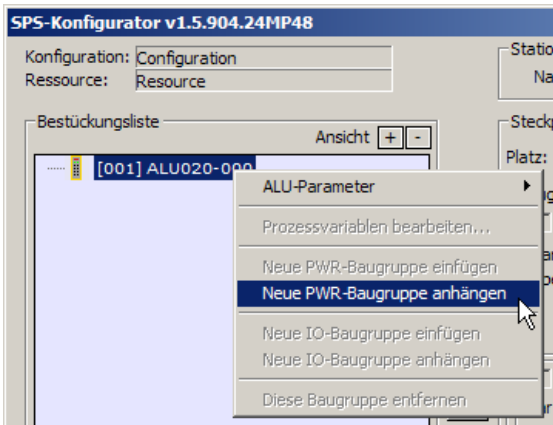 SPS-Konfigurator v1.5.904.24MP48
Konfiguration: Configuration
Ressource: Resource
Bestückungsliste
Ansicht + -
[001] ALU020-000
ALU-Parameter
Prozessvariablen bearbeiten...
Neue PWR-Baugruppe einfügen
Neue PWR-Baugruppe anhängen
Neue IO-Baugruppe einfügen
Neue IO-Baugruppe anhängen
Diese Baugruppe entfernen
Statio
Na
Steckp
Platz: